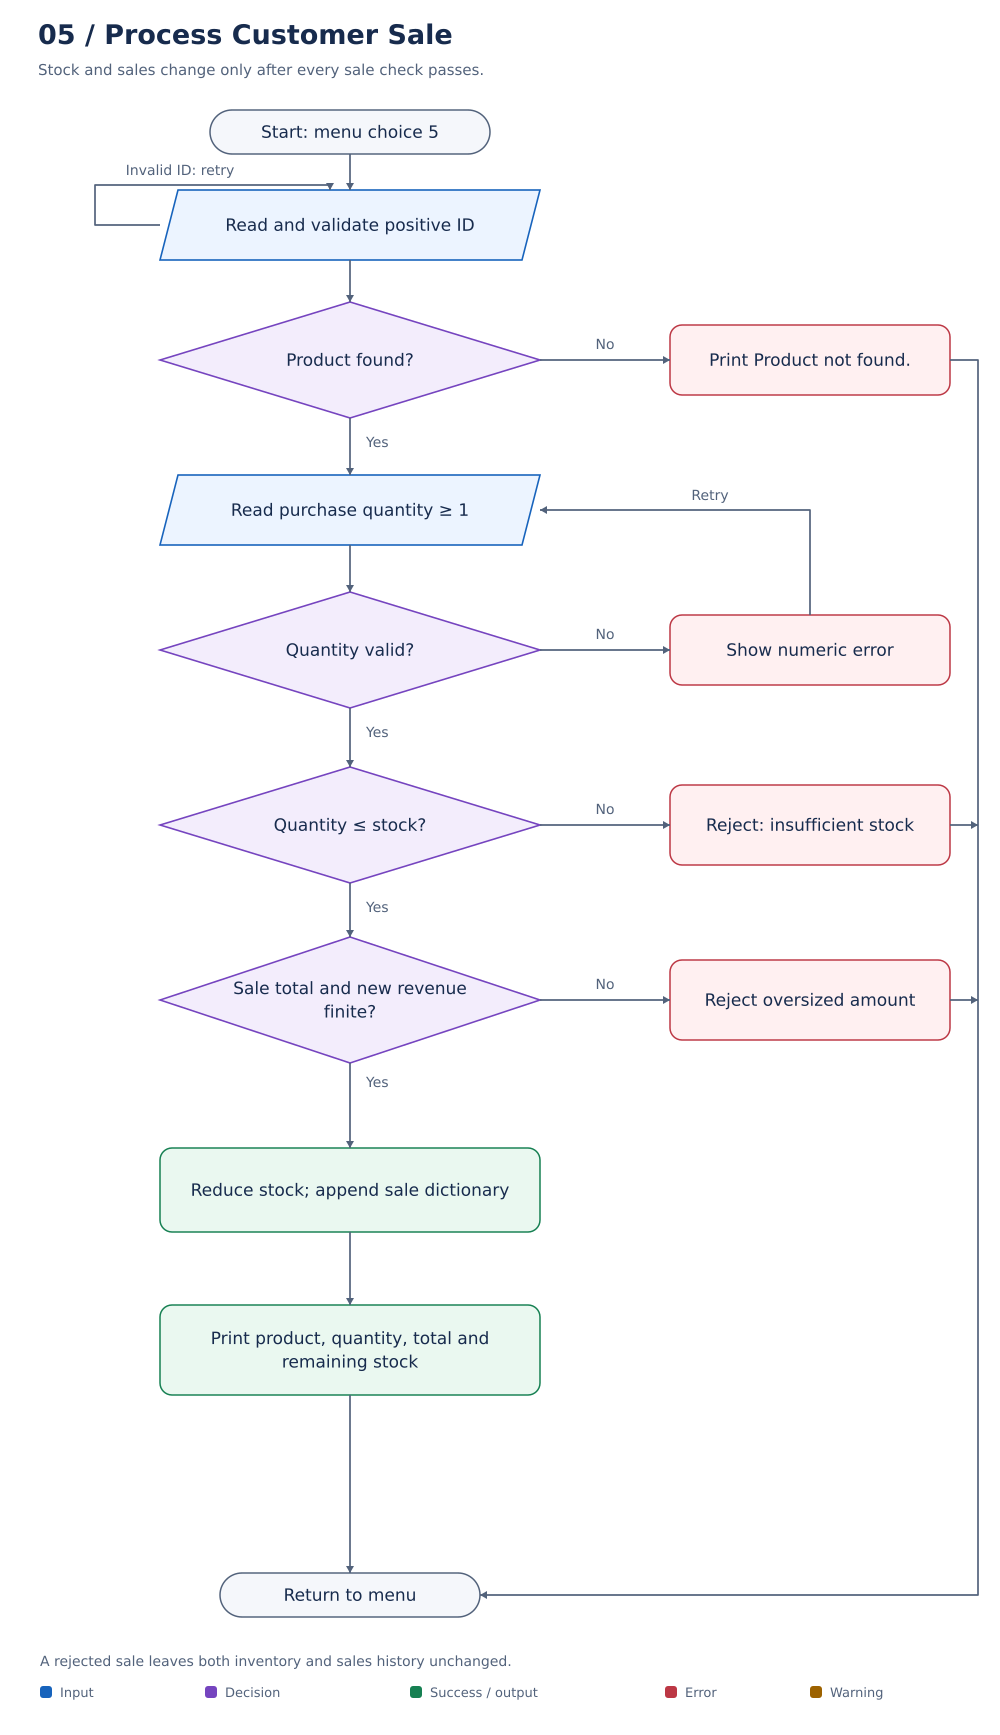 05 / Process Customer Sale
Stock and sales change only after every sale check passes.
Start: menu choice 5
Invalid ID: retry
Read and validate positive ID
Product found?
No
Print Product not found.
Yes
Read purchase quantity ≥ 1
Retry
Quantity valid?
No
Show numeric error
Yes
Quantity ≤ stock?
No
Reject: insufficient stock
Yes
Sale total and new revenue
finite?
No
Reject oversized amount
Yes
Reduce stock; append sale dictionary
Print product, quantity, total and
remaining stock
Return to menu
A rejected sale leaves both inventory and sales history unchanged.
Input
Decision
Success / output
Error
Warning